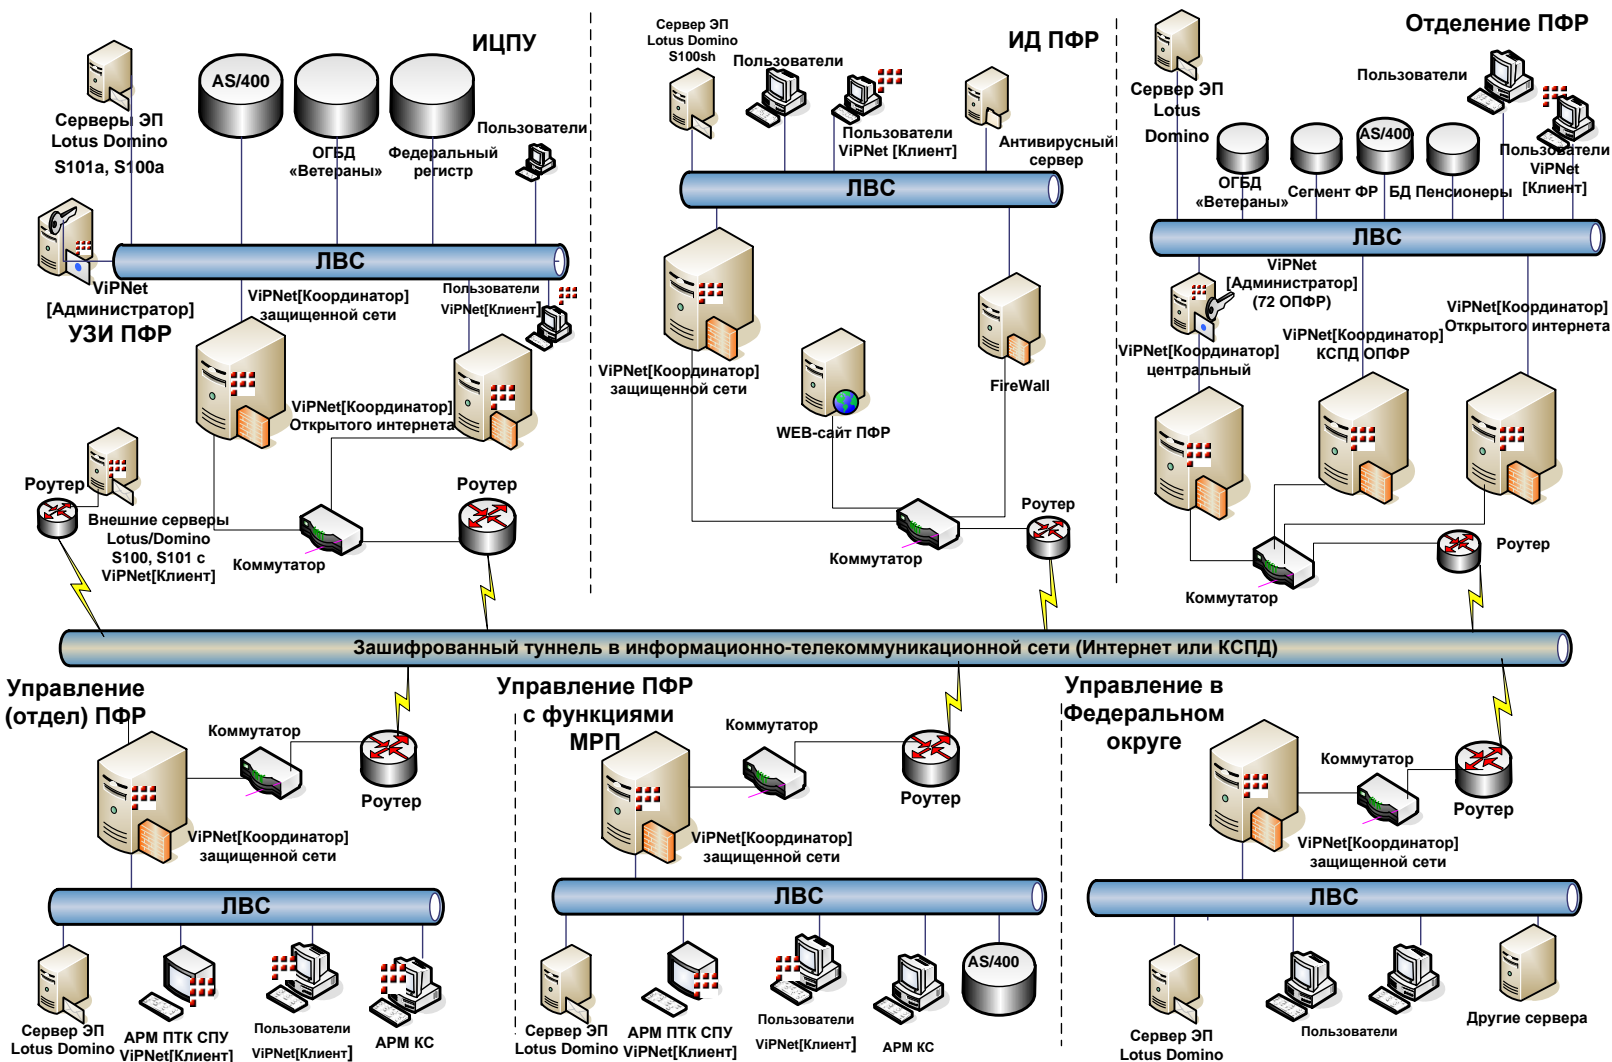 ИЦПУ
Серверы ЭП
Lotus Domino
S101a, S100a
AS/400
ОГБД
«Ветераны»
Федеральный
регистр
Пользователи
ЛВС
ViPNet
[Администратор]
УЗИ ПФР
ViPNet[Координатор]
защищенной сети
Пользователи
ViPNet[Клиент]
ViPNet[Координатор]
Открытого интернета
Роутер
Внешние серверы
Lotus/Domino
S100, S101 с
ViPNet[Клиент]
Коммутатор
Роутер
ИД ПФР
Сервер ЭП
Lotus Domino
S100sh
Пользователи
Пользователи
ViPNet [Клиент]
Антивирусный
сервер
ЛВС
ViPNet[Координатор]
защищенной сети
WEB-сайт ПФР
FireWall
Коммутатор
Роутер
Отделение ПФР
Сервер ЭП
Lotus
Domino
Пользователи
AS/400
Пользователи
ViPNet
[Клиент]
ОГБД
«Ветераны»
Сегмент ФР
БД Пенсионеры
ЛВС
ViPNet
[Администратор]
(72 ОПФР)
ViPNet[Координатор]
Открытого интернета
ViPNet[Координатор]
КСПД ОПФР
ViPNet[Координатор]
центральный
Роутер
Коммутатор
Зашифрованный туннель в информационно-телекоммуникационной сети (Интернет или КСПД)
Управление
(отдел) ПФР
Коммутатор
Роутер
ViPNet[Координатор]
защищенной сети
ЛВС
Сервер ЭП
Lotus Domino
АРМ ПТК СПУ
ViPNet[Клиент]
Пользователи
ViPNet[Клиент]
АРМ КС
Управление ПФР
с функциями
МРП
Коммутатор
Роутер
ViPNet[Координатор]
защищенной сети
ЛВС
AS/400
Сервер ЭП
Lotus Domino
АРМ ПТК СПУ
ViPNet[Клиент]
Пользователи
ViPNet[Клиент]
АРМ КС
Управление в
Федеральном
округе
Коммутатор
Роутер
ViPNet[Координатор]
защищенной сети
ЛВС
Сервер ЭП
Lotus Domino
Пользователи
Другие сервера